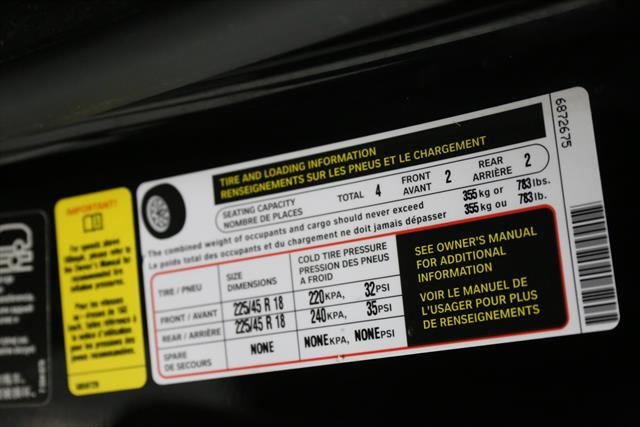 TIRE AND LOADING INFORMATION
RENSEIGNEMENTS SUR LES PNEUS ET LE CHARGEMENT
SEATING CAPACITY
NOMBRE DE PLACES
TOTAL 4
FRONT
AVANT 2
REAR
ARRIÈRE 2
The combined weight of occupants and cargo should never exceed 355 kg or 783 lbs.
Le poids total des occupants et du chargement ne doit jamais dépasser 355 kg ou 783 lb.
TIRE / PNEU
SIZE
DIMENSIONS
COLD TIRE PRESSURE
PRESSION DES PNEUS
A FROID
FRONT / AVANT 225/45 R 18 220 KPA, 32 PSI
REAR / ARRIÈRE 225/45 R 18 240 KPA, 35 PSI
SPARE
DE SECOURS NONE NONE KPA, NONE PSI
SEE OWNER'S MANUAL
FOR ADDITIONAL
INFORMATION
VOIR LE MANUEL DE
L'USAGER POUR PLUS
DE RENSEIGNEMENTS
6872675
IMPORTANT!